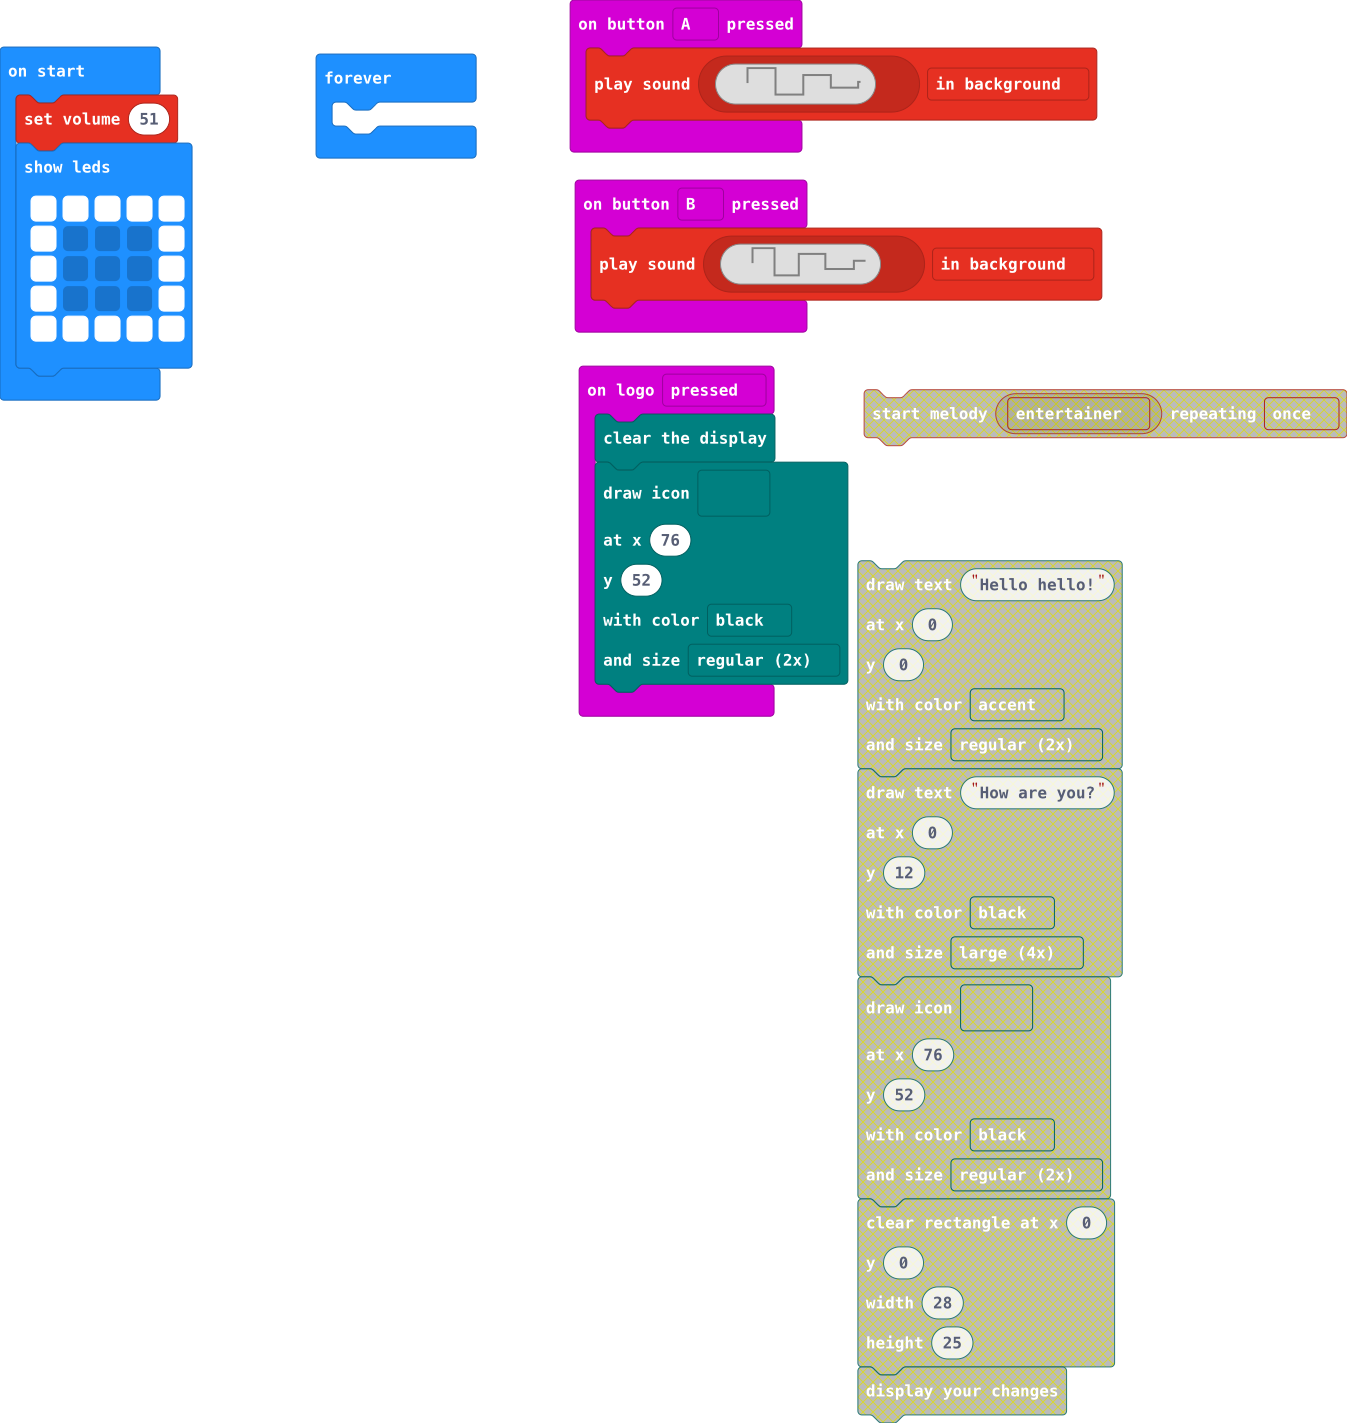 on start
set volume 51
show leds
forever
on button A pressed
play sound in background
on button B pressed
play sound in background
on logo pressed
clear the display
draw icon
at x 76
y 52
with color black
and size regular (2x)
start melody entertainer repeating once
draw text "Hello hello!"
at x 0
y 0
with color accent
and size regular (2x)
draw text "How are you?"
at x 0
y 12
with color black
and size large (4x)
draw icon
at x 76
y 52
with color black
and size regular (2x)
clear rectangle at x 0
y 0
width 28
height 25
display your changes